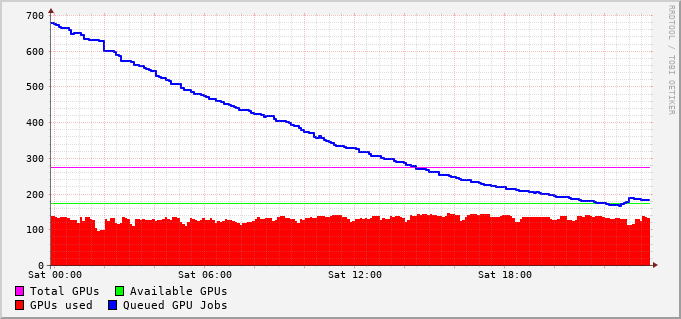 700
600
500
400
300
200
100
0
Sat 00:00 Sat 06:00 Sat 12:00 Sat 18:00
Total GPUs Available GPUs
GPUs used Queued GPU Jobs
RRDTOOL / TOBI OETIKER